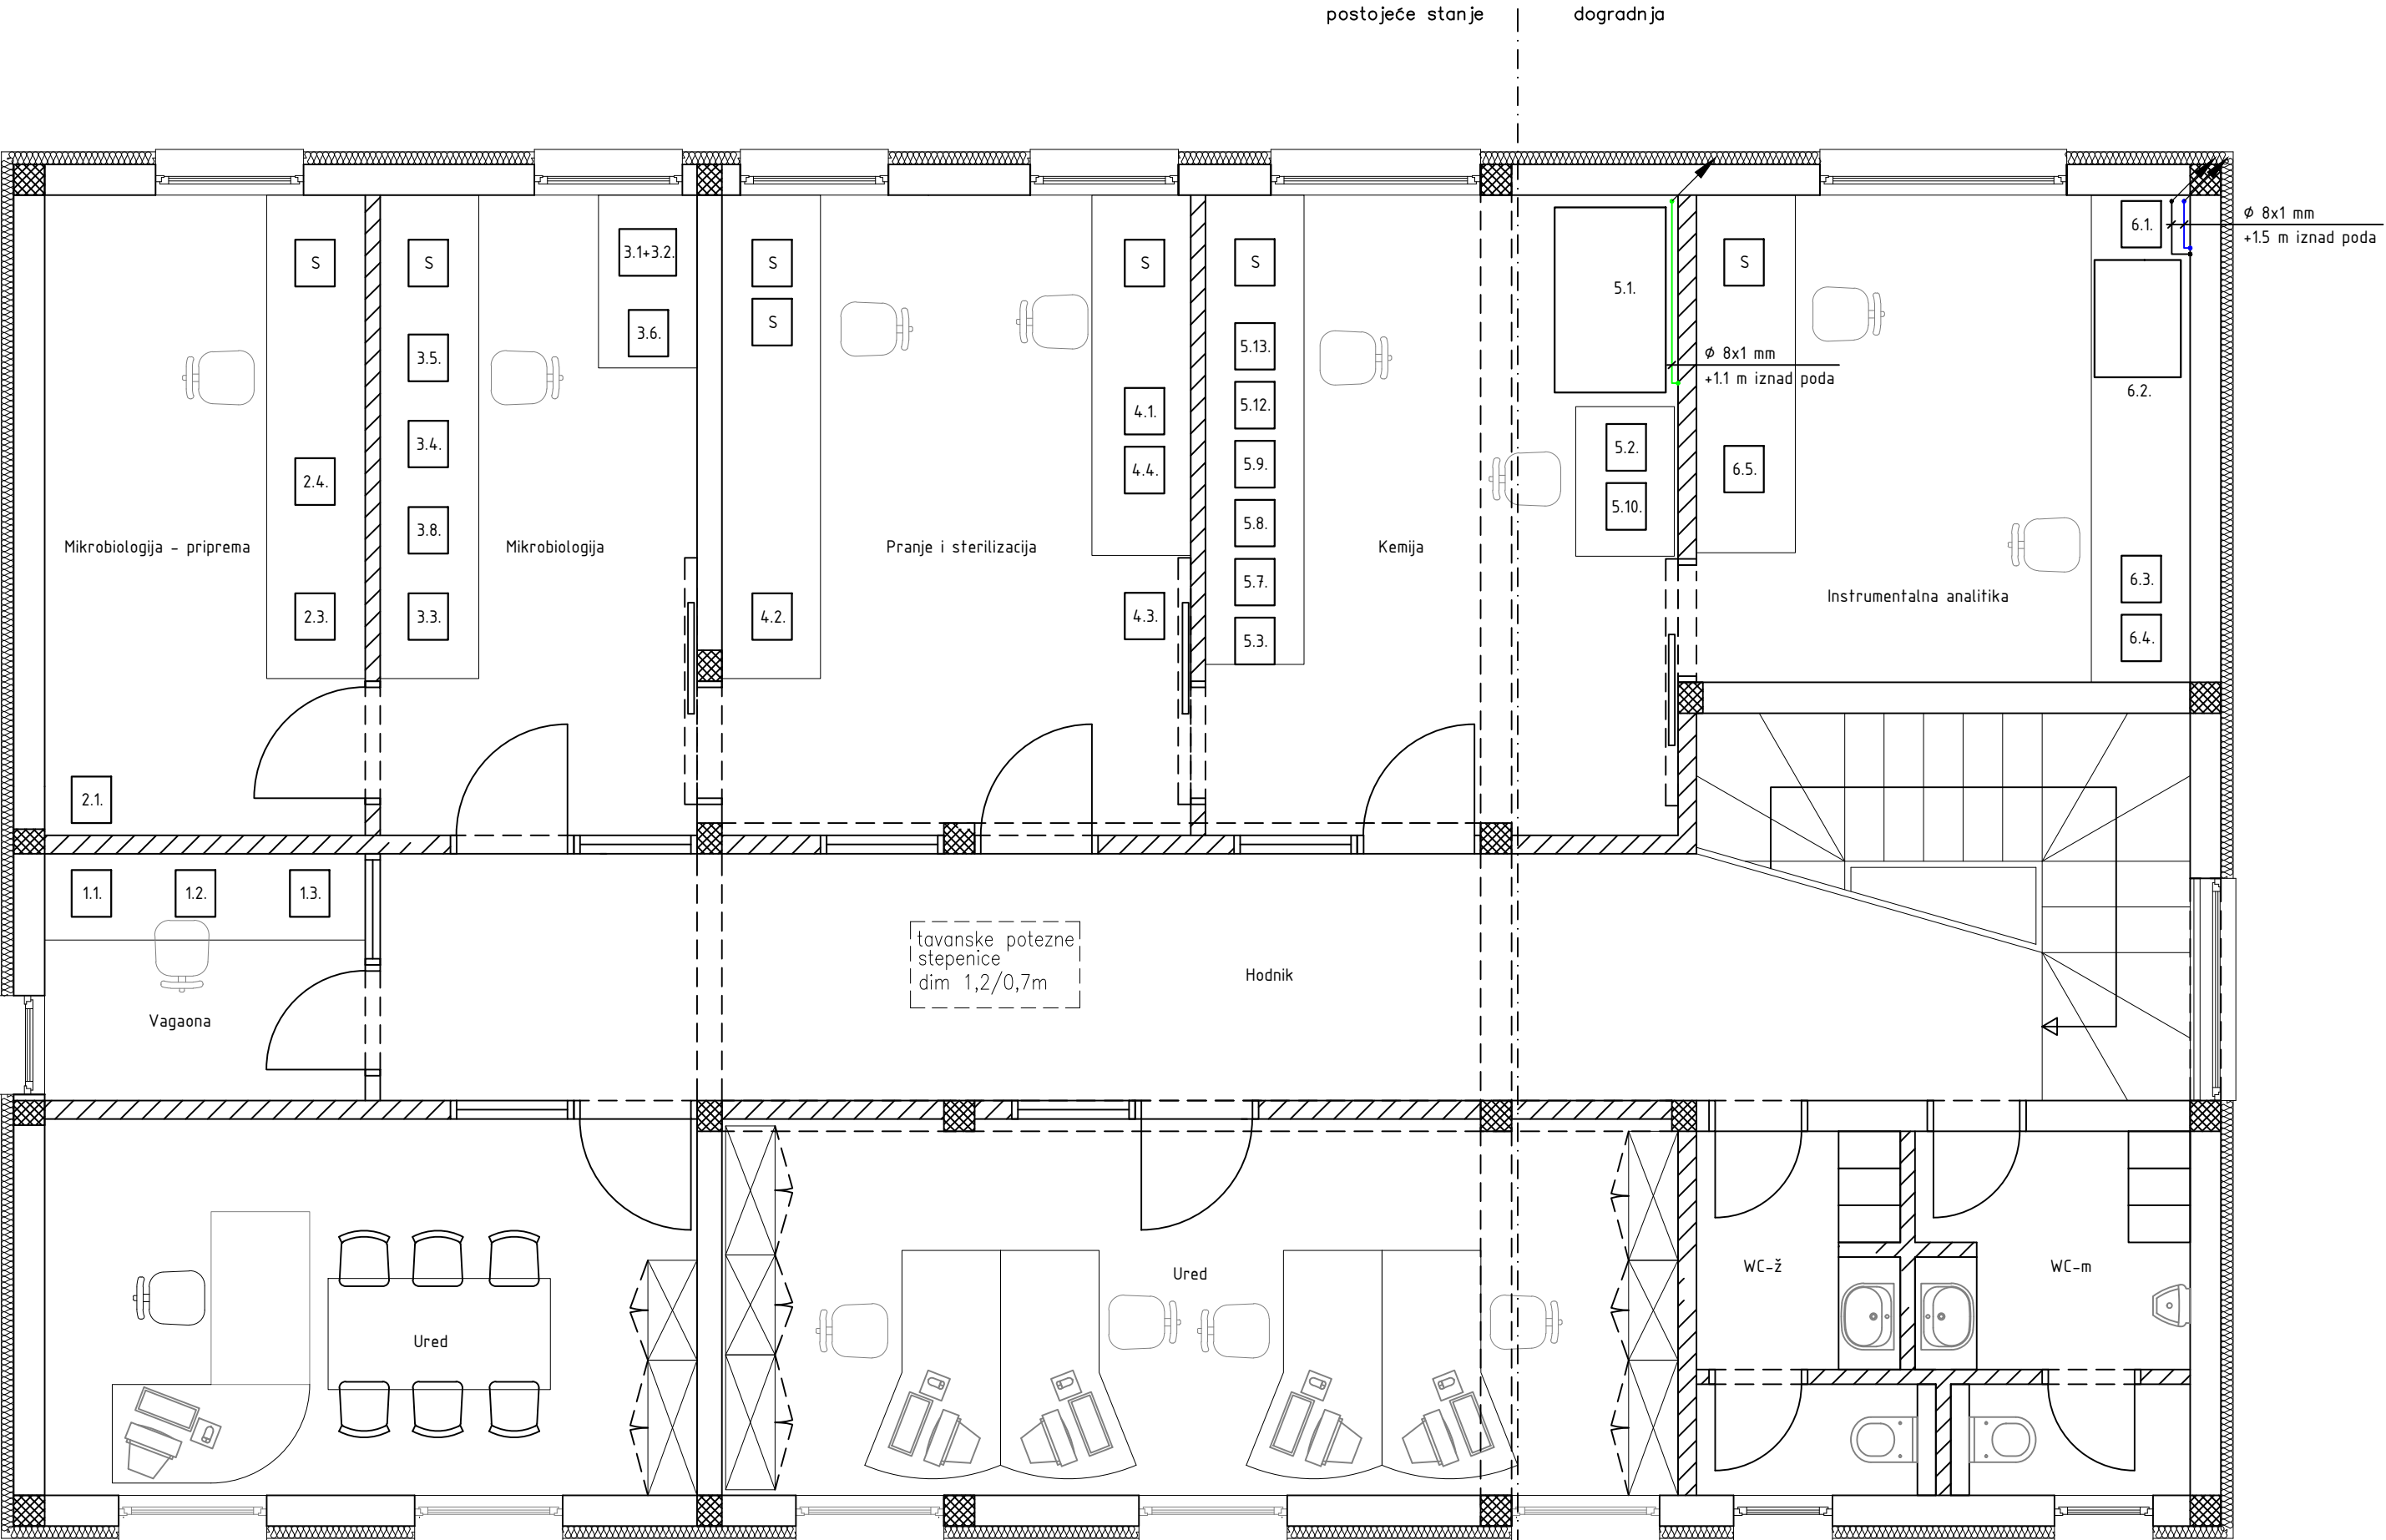 postojeće stanje
dogradnja
S
S
3.1+3.2.
3.6.
S
S
S
S
5.1.
S
6.1.
Φ 8x1 mm
+1.5 m iznad poda
6.2.
Φ 8x1 mm
+1.1 m iznad poda
3.5.
3.4.
3.8.
3.3.
2.4.
2.3.
2.1.
4.1.
4.4.
4.2.
4.3.
5.13.
5.12.
5.9.
5.8.
5.7.
5.3.
5.2.
5.10.
6.5.
6.3.
6.4.
Mikrobiologija - priprema
Mikrobiologija
Pranje i sterilizacija
Kemija
Instrumentalna analitika
1.1.
1.2.
1.3.
Vagaona
tavanske potezne
stepenice
dim 1,2/0,7m
Hodnik
Ured
Ured
WC-ž
WC-m